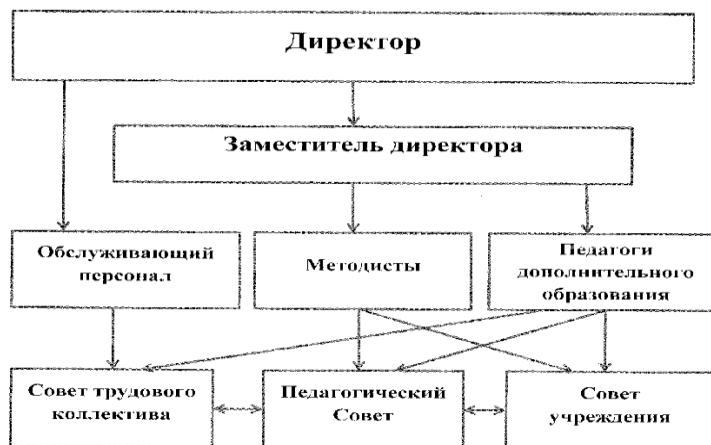 Директор
Заместитель директора
Обслуживающий
персонал
Методисты
Педагоги
дополнительного
образования
Совет трудового
коллектива
Педагогический
Совет
Совет
учреждения